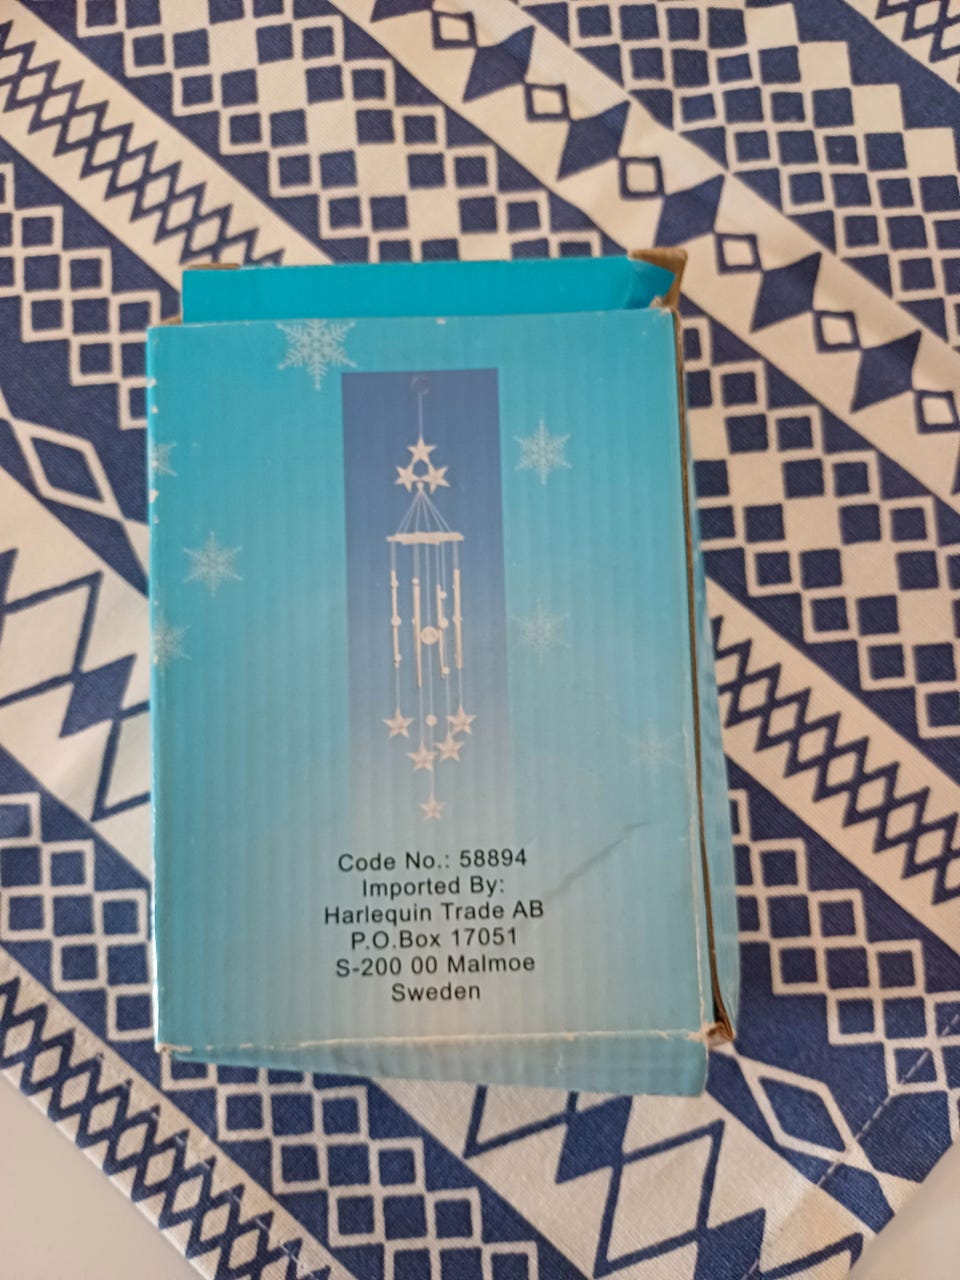 Code No.: 58894
Imported By:
Harlequin Trade AB
P.O.Box 17051
S-200 00 Malmoe
Sweden